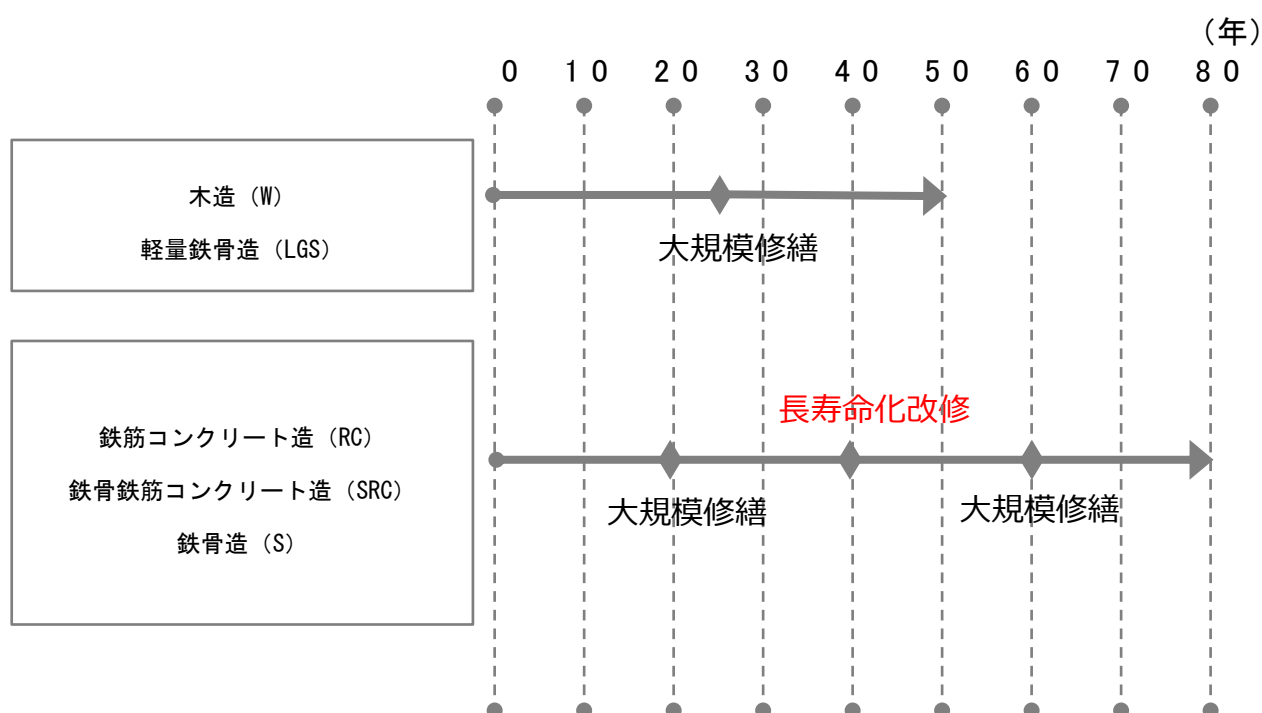 (年)
0 10 20 30 40 50 60 70 80
木造（W）
軽量鉄骨造（LGS）
大規模修繕
長寿命化改修
鉄筋コンクリート造（RC）
鉄骨鉄筋コンクリート造（SRC）
鉄骨造（S）
大規模修繕 大規模修繕